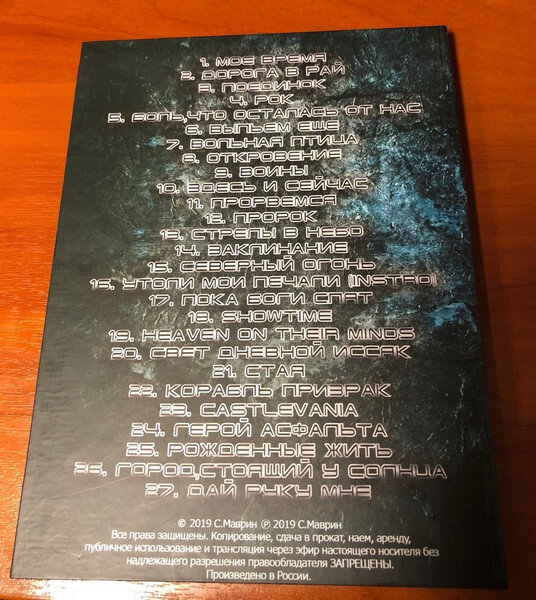 1. МОЕ ВРЕМЯ
2. ДОРОГА В РАЙ
3. ПОЕДИНОК
4. РОК
5. БОЛЬ,ЧТО ОСТАЛАСЬ ОТ НАС
6. ВЫПЬЕМ ЕЩЕ
7. ВОЛЬНАЯ ПТИЦА
8. ОТКРОВЕНИЕ
9. ВОИНЫ
10. ЗДЕСЬ И СЕЙЧАС
11. ПРОРВЕМСЯ
12. ПРОРОК
13. СТРЕЛЫ В НЕБО
14. ЗАКЛИНАНИЕ
15. СЕВЕРНЫЙ ОГОНЬ
16. УТОЛИ МОИ ПЕЧАЛИ (INSTRO)
17. ПОКА БОГИ СПЯТ
18. SHOWTIME
19. HEAVEN ON THEIR MINDS
20. СВЕТ ДНЕВНОЙ ИССЯК
21. СТАЯ
22. КОРАБЛЬ ПРИЗРАК
23. CASTLEVANIA
24. ГЕРОЙ АСФАЛЬТА
25. РОЖДЕННЫЕ ЖИТЬ
26. ГОРОД,СТОЯЩИЙ У СОЛНЦА
27. ДАЙ РУКУ МНЕ
© 2019 С.Маврин ℗ 2019 С.Маврин
Все права защищены. Копирование, сдача в прокат, наем, аренду,
публичное использование и трансляция через эфир настоящего носителя без
надлежащего разрешения правообладателя ЗАПРЕЩЕНЫ.
Произведено в России.